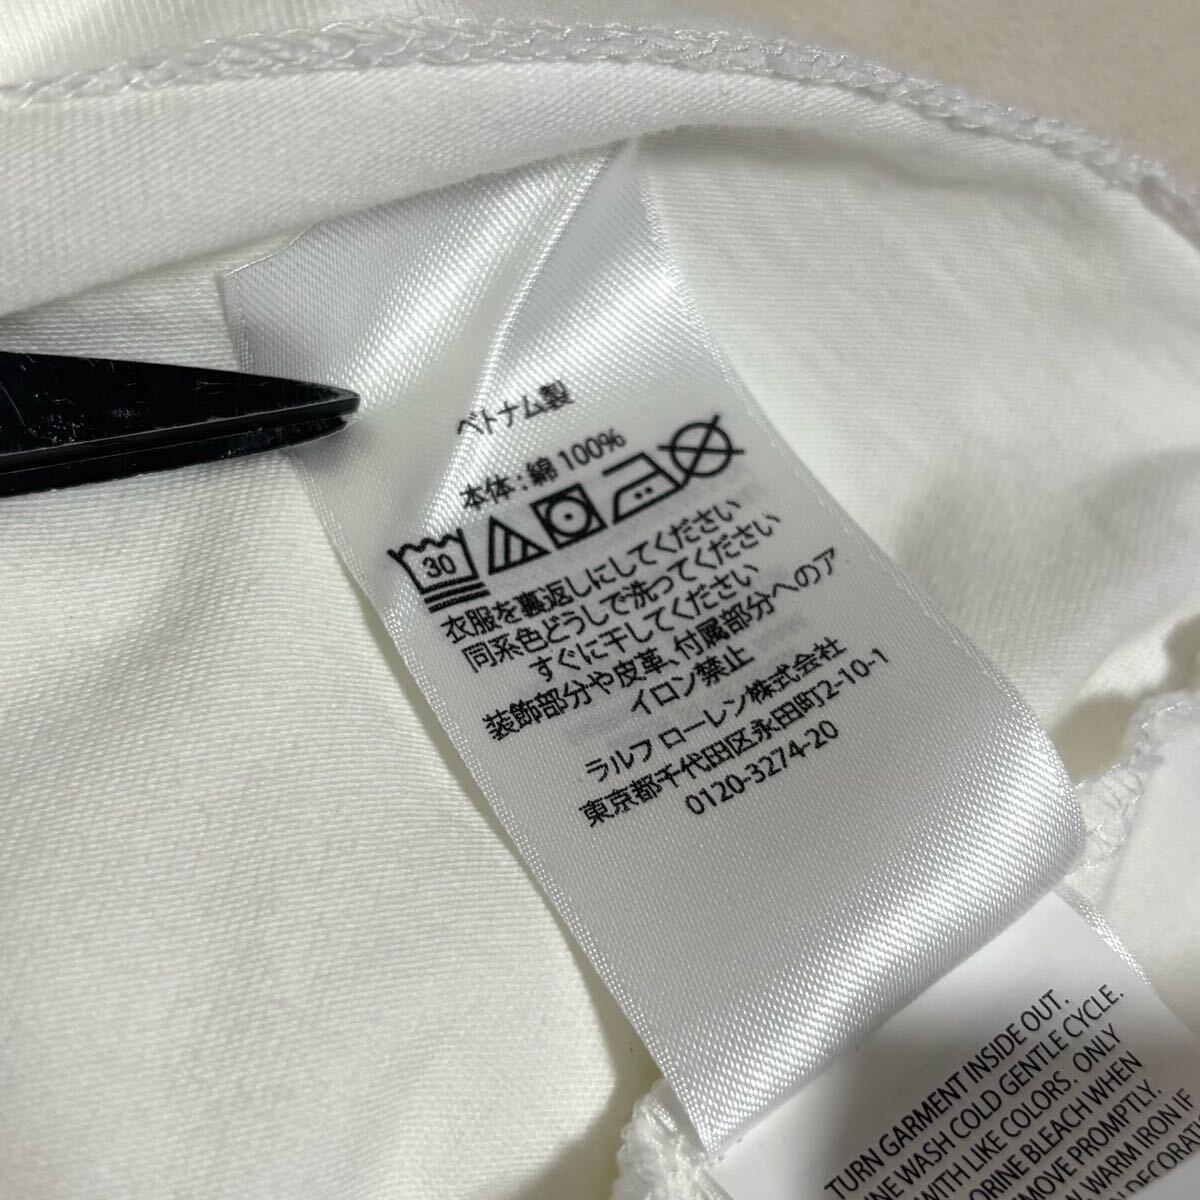 ベトナム製
本体：綿 100%
30
衣服を裏返しにしてください
同系色どうしで洗ってください
すぐに干してください
装飾部分や皮革、付属部分へのア
イロン禁止
ラルフ ローレン株式会社
東京都千代田区永田町2-10-1
0120-3274-20
TURN GARMENT INSIDE OUT.
WASH COLD GENTLE CYCLE.
WITH LIKE COLORS. ONLY
BLEACH WHEN
PROMPTLY.
WARM IRON IF